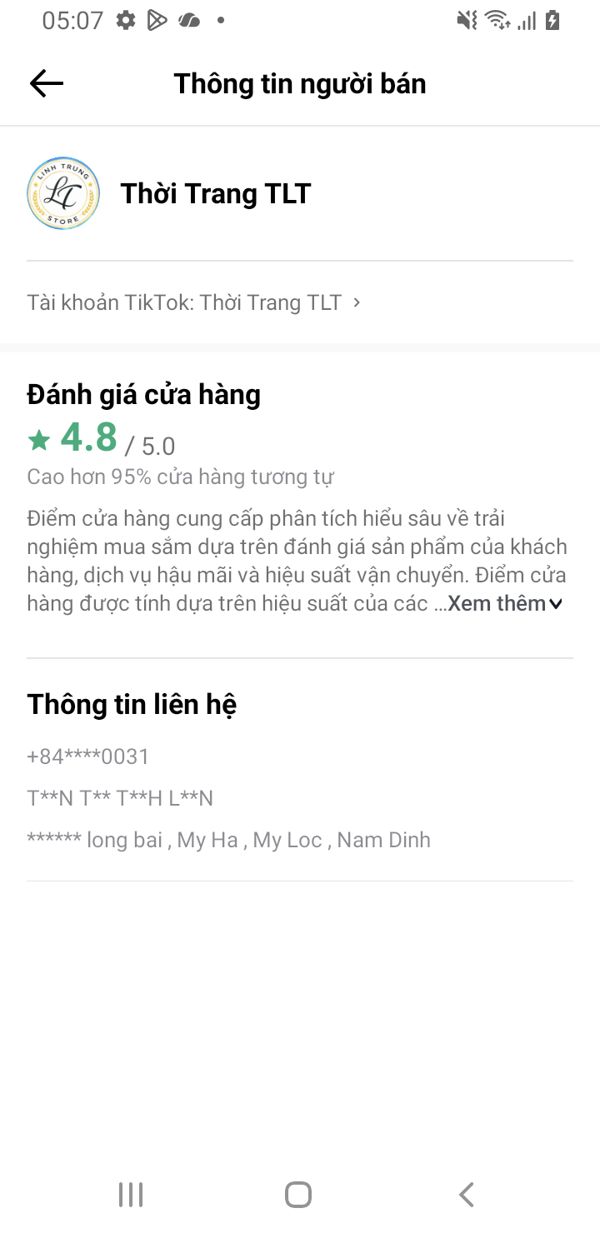 05:07
Thông tin người bán
LINH TRUNG
LT
STORE
Thời Trang TLT
Tài khoản TikTok: Thời Trang TLT
Đánh giá cửa hàng
4.8 / 5.0
Cao hơn 95% cửa hàng tương tự
Điểm cửa hàng cung cấp phân tích hiểu sâu về trải
nghiệm mua sắm dựa trên đánh giá sản phẩm của khách
hàng, dịch vụ hậu mãi và hiệu suất vận chuyển. Điểm cửa
hàng được tính dựa trên hiệu suất của các ...Xem thêm
Thông tin liên hệ
+84****0031
T**N T** T**H L**N
****** long bai , My Ha , My Loc , Nam Dinh